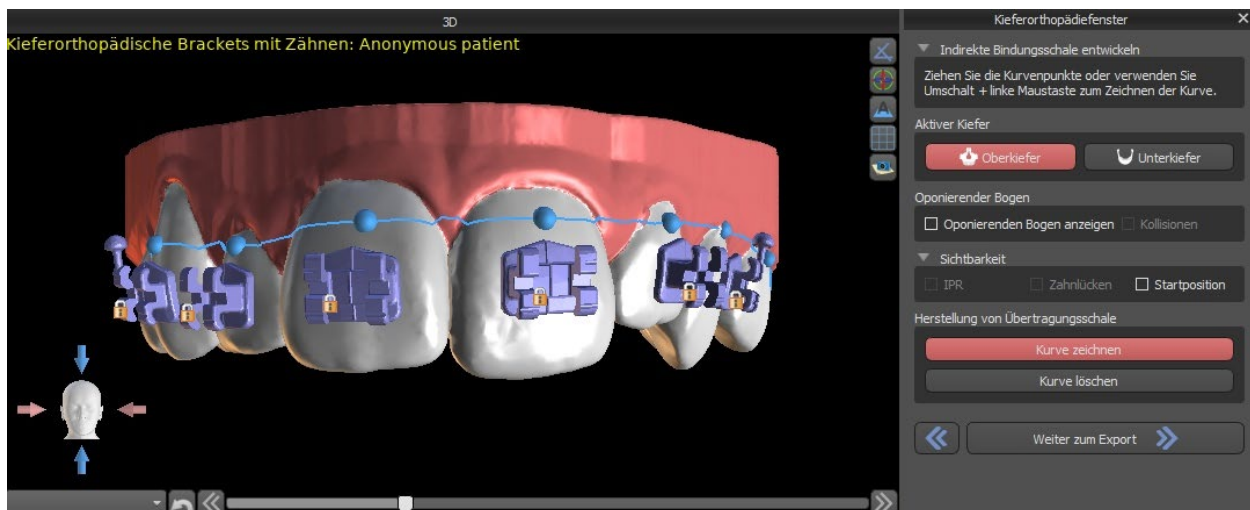 3D
Kieferorthopädiefenster
Kieferorthopädische Brackets mit Zähnen: Anonymous patient
Indirekte Bindungsschale entwickeln
Ziehen Sie die Kurvenpunkte oder verwenden Sie
Umschalt + linke Maustaste zum Zeichnen der Kurve.
Aktiver Kiefer
Oberkiefer
Unterkiefer
Oponierender Bogen
Oponierenden Bogen anzeigen
Kollisionen
Sichtbarkeit
IPR
Zahnlücken
Startposition
Herstellung von Übertragungsschale
Kurve zeichnen
Kurve löschen
Weiter zum Export